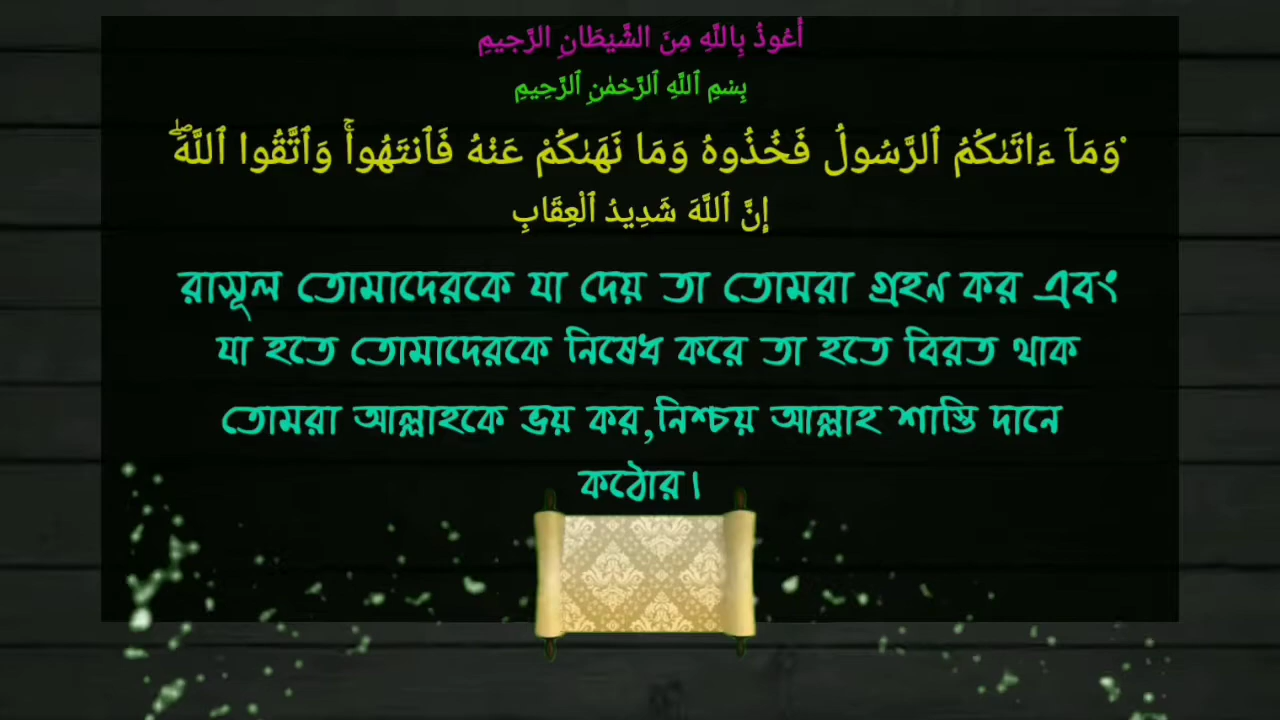 أَعُوذُ بِاللَّهِ مِنَ الشَّيْطَانِ الرَّجِيمِ
بِسْمِ ٱللَّهِ ٱلرَّحْمَٰنِ ٱلرَّحِيمِ
وَمَآ ءَاتَىٰكُمُ ٱلرَّسُولُ فَخُذُوهُ وَمَا نَهَىٰكُمْ عَنْهُ فَٱنتَهُوا۟ ۚ وَٱتَّقُوا ٱللَّهَ ۖ
إِنَّ ٱللَّهَ شَدِيدُ ٱلْعِقَابِ
রাসূল তোমাদেরকে যা দেয় তা তোমরা গ্রহণ কর এবং
যা হতে তোমাদেরকে নিষেধ করে তা হতে বিরত থাক
তোমরা আল্লাহকে ভয় কর,নিশ্চয় আল্লাহ শাস্তি দানে
কঠোর।